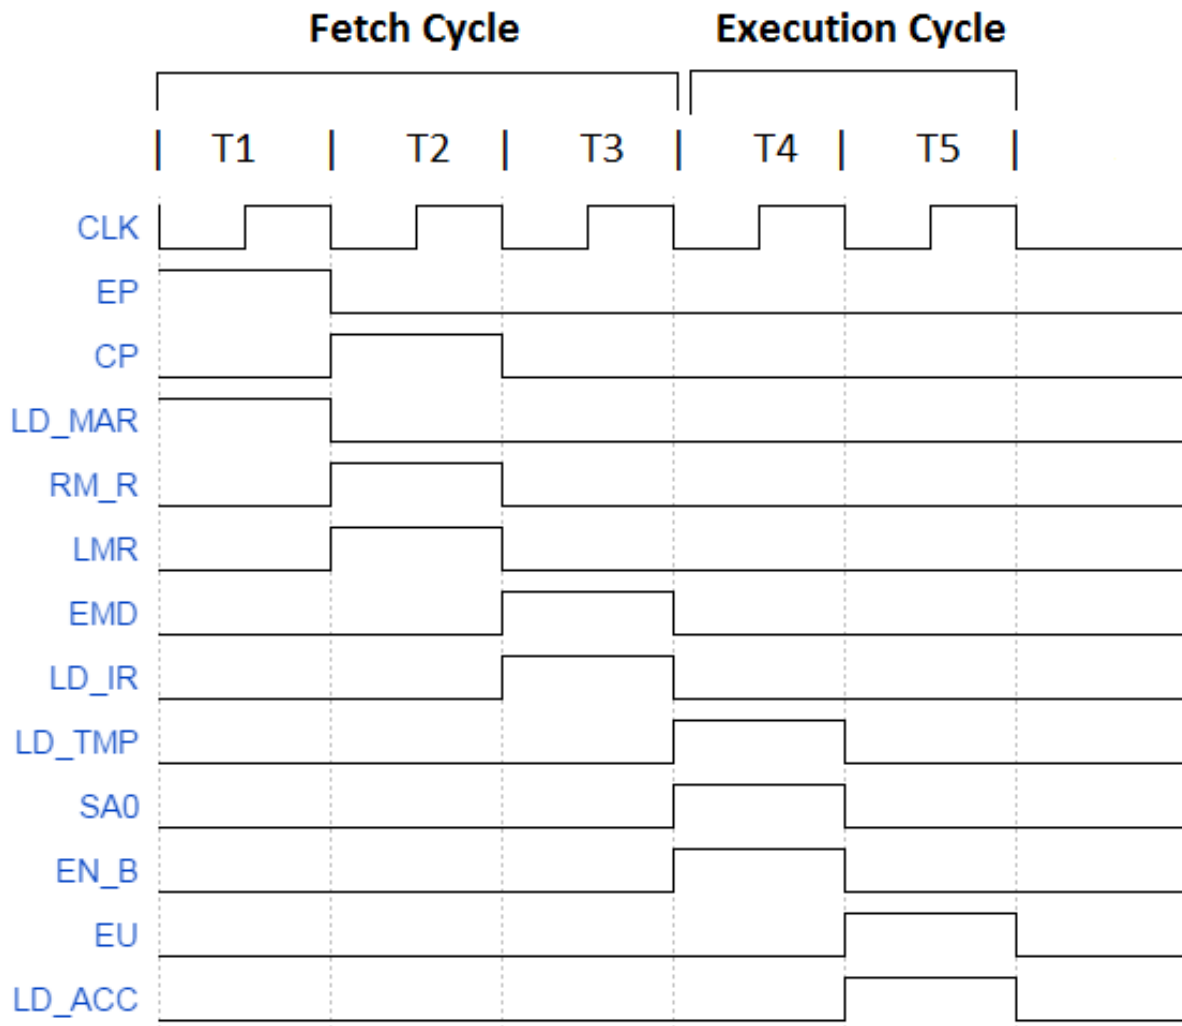 Fetch Cycle Execution Cycle
| T1 | T2 | T3 | T4 | T5 |
CLK
EP
CP
LD_MAR
RM_R
LMR
EMD
LD_IR
LD_TMP
SA0
EN_B
EU
LD_ACC